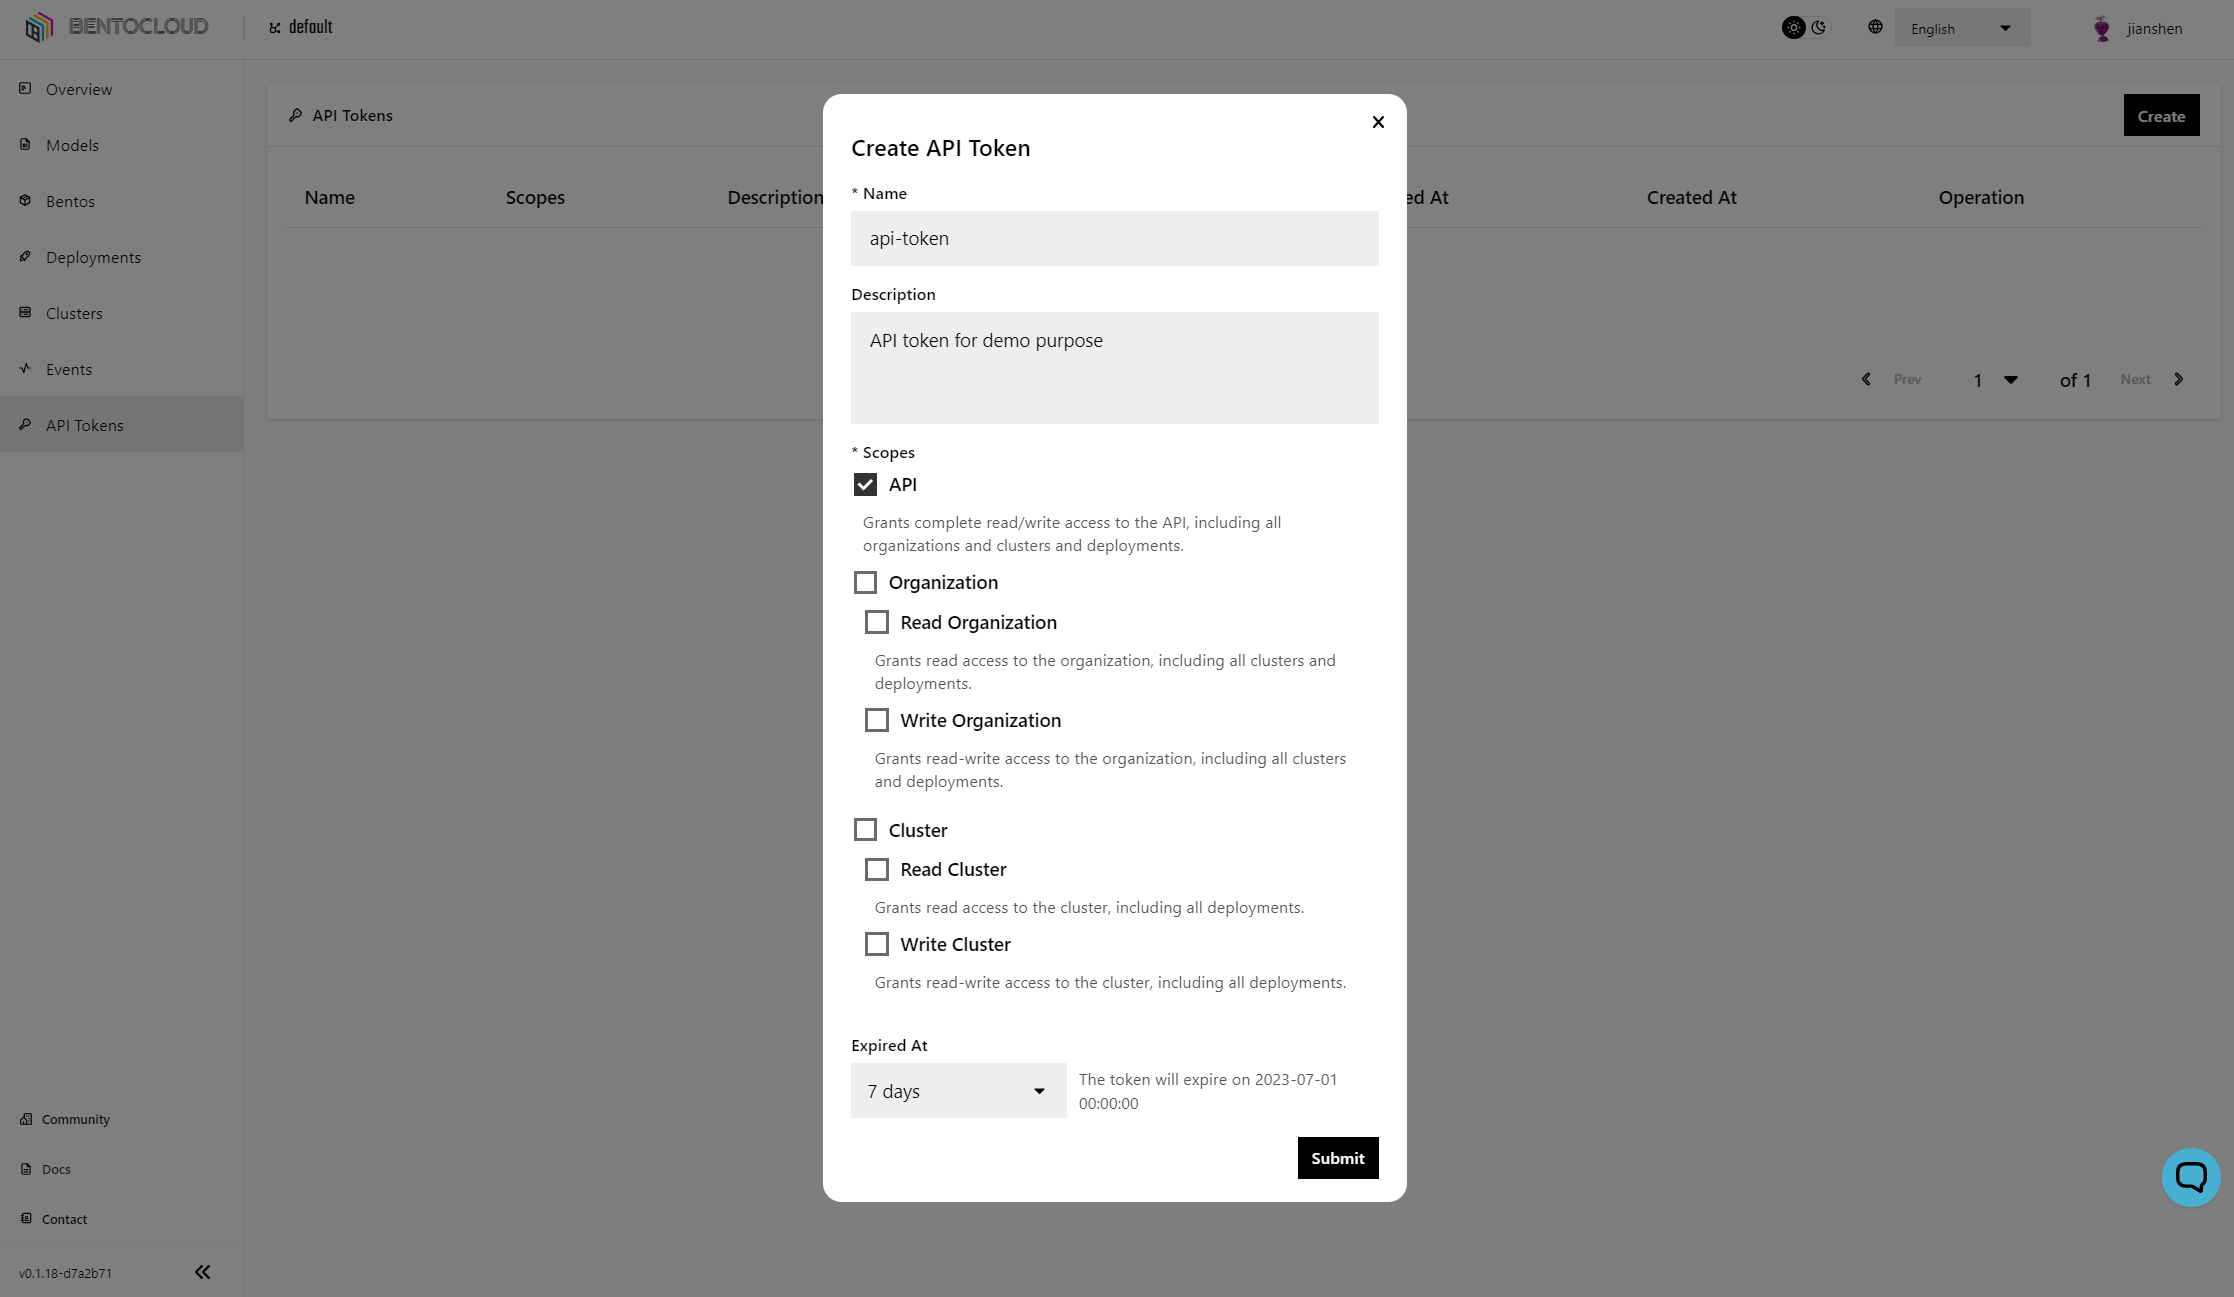 BENTOCLOUD
default
English
jianshen
Overview
Models
Bentos
Deployments
Clusters
Events
API Tokens
API Tokens
Create
Name Scopes Description ed At Created At Operation
Prev 1 of 1 Next
Create API Token
* Name
api-token
Description
API token for demo purpose
* Scopes
API
Grants complete read/write access to the API, including all
organizations and clusters and deployments.
Organization
Read Organization
Grants read access to the organization, including all clusters and
deployments.
Write Organization
Grants read-write access to the organization, including all clusters
and deployments.
Cluster
Read Cluster
Grants read access to the cluster, including all deployments.
Write Cluster
Grants read-write access to the cluster, including all deployments.
Expired At
7 days
The token will expire on 2023-07-01
00:00:00
Submit
Community
Docs
Contact
v0.1.18-d7a2b71